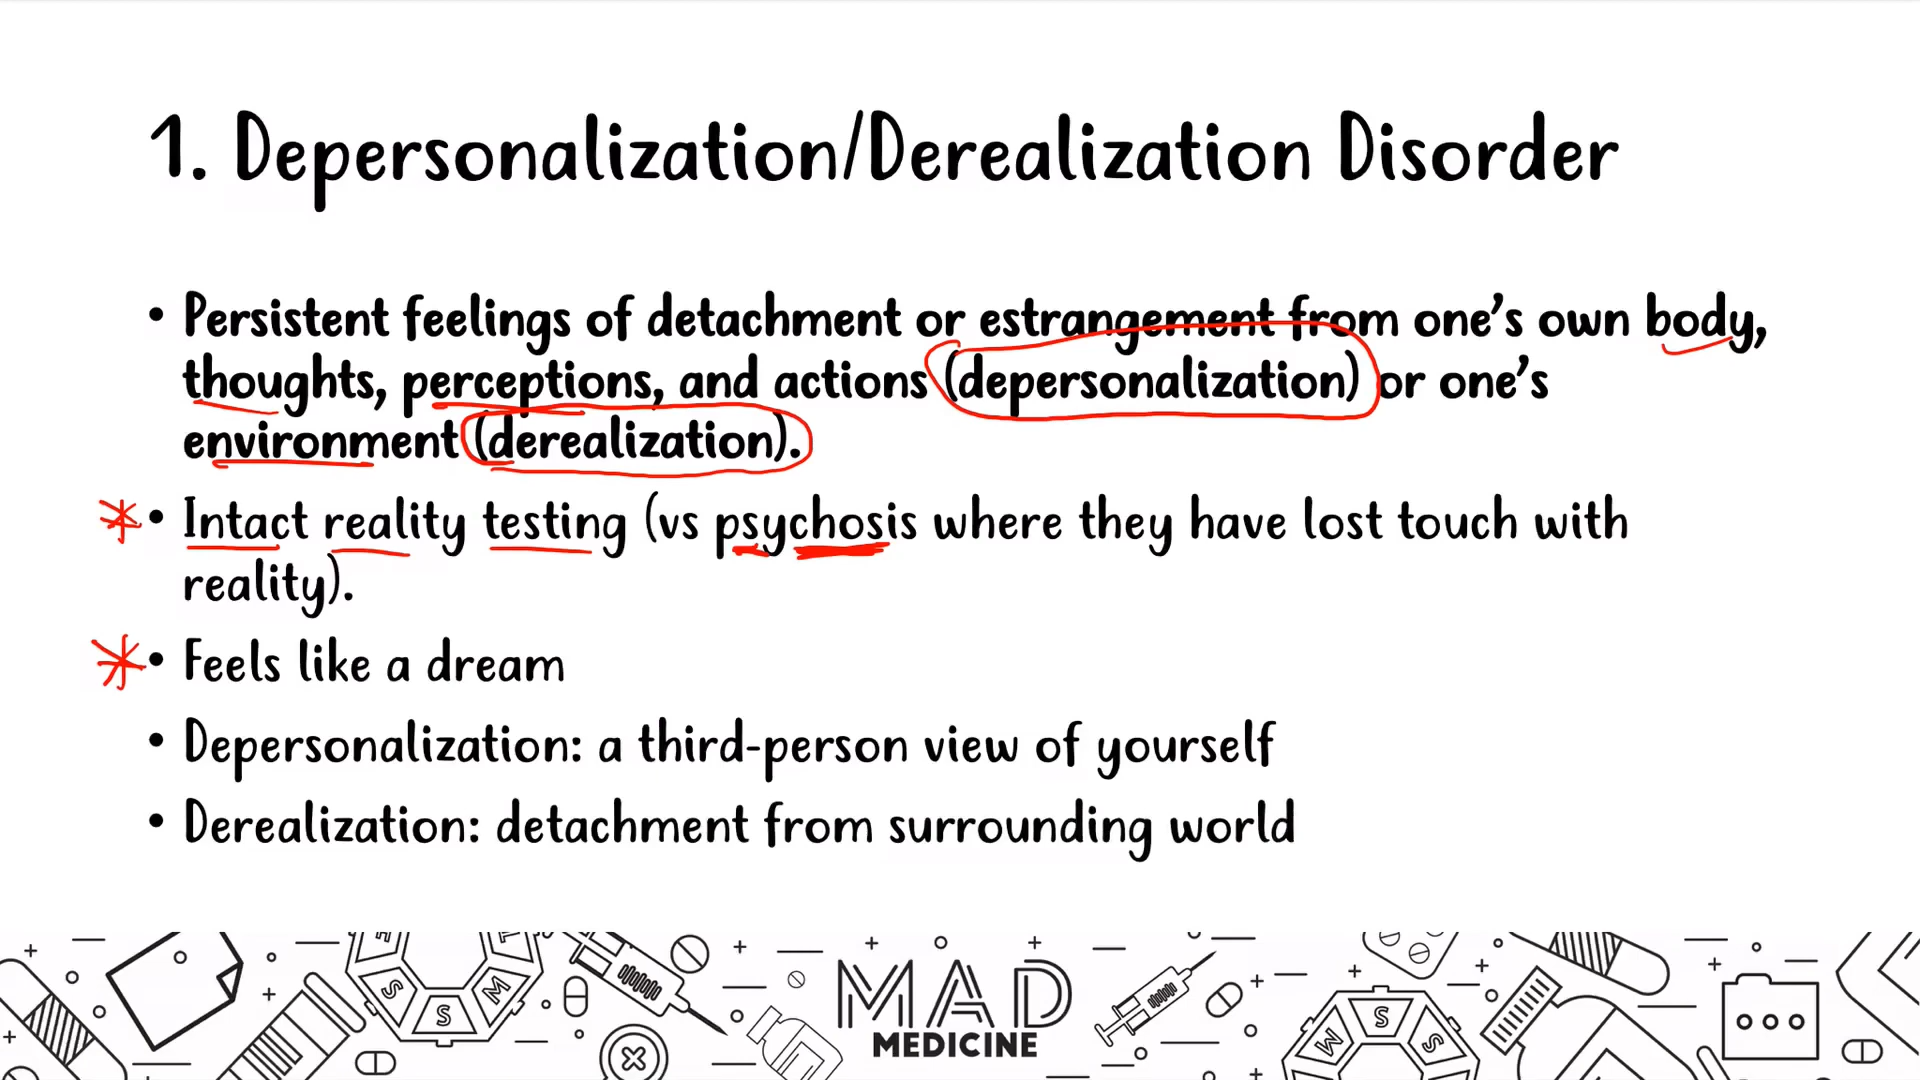 1. Depersonalization/Derealization Disorder
• Persistent feelings of detachment or estrangement from one’s own body,
thoughts, perceptions, and actions (depersonalization) or one’s
environment (derealization).
• Intact reality testing (vs psychosis where they have lost touch with
reality).
• Feels like a dream
• Depersonalization: a third-person view of yourself
• Derealization: detachment from surrounding world
S S M
MAD
MEDICINE
M S S